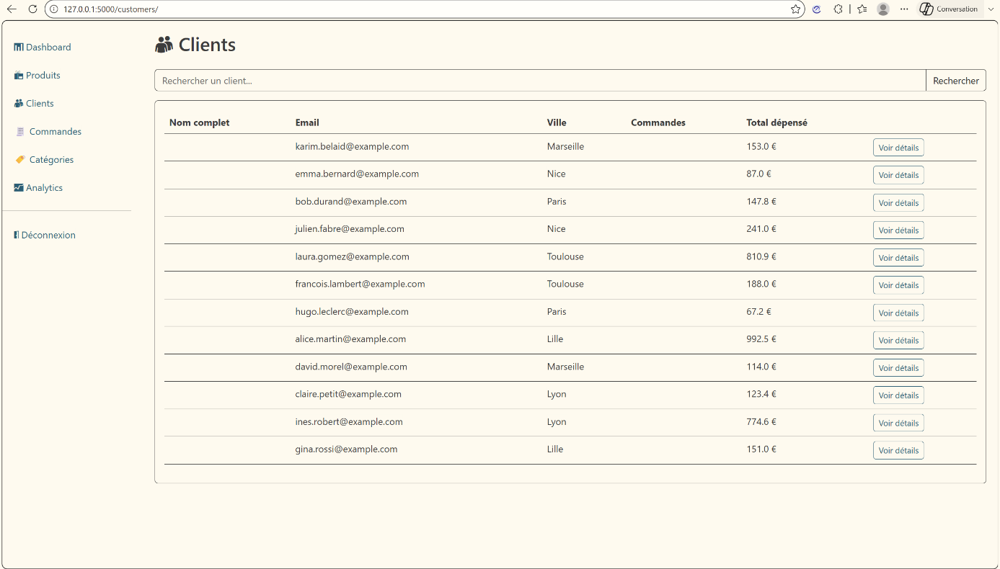 127.0.0.1:5000/customers/
Conversation
Dashboard
Produits
Clients
Commandes
Catégories
Analytics
Déconnexion
Clients
Rechercher un client... Rechercher
Nom complet Email Ville Commandes Total dépensé
karim.belaid@example.com Marseille 153.0 € Voir détails
emma.bernard@example.com Nice 87.0 € Voir détails
bob.durand@example.com Paris 147.8 € Voir détails
julien.fabre@example.com Nice 241.0 € Voir détails
laura.gomez@example.com Toulouse 810.9 € Voir détails
francois.lambert@example.com Toulouse 188.0 € Voir détails
hugo.leclerc@example.com Paris 67.2 € Voir détails
alice.martin@example.com Lille 992.5 € Voir détails
david.morel@example.com Marseille 114.0 € Voir détails
claire.petit@example.com Lyon 123.4 € Voir détails
ines.robert@example.com Lyon 774.6 € Voir détails
gina.rossi@example.com Lille 151.0 € Voir détails